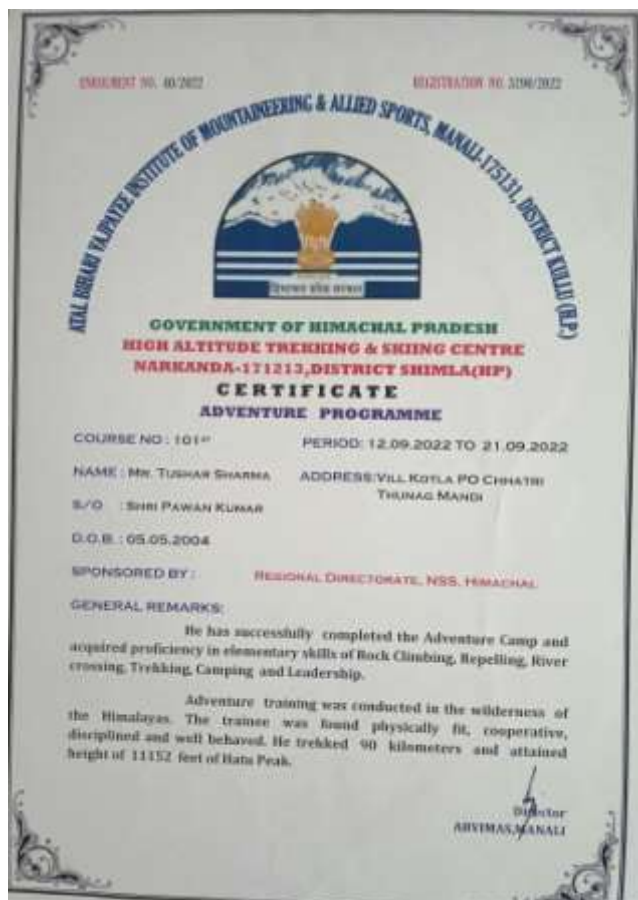 ENROLMENT NO. 40/2022 REGISTRATION NO. 5190/2022
ATAL BIHARI VAJPAYEE INSTITUTE OF MOUNTAINEERING & ALLIED SPORTS, MANALI-175131, DISTRICT KULLU (H.P.)
हिमाचल प्रदेश सरकार
GOVERNMENT OF HIMACHAL PRADESH
HIGH ALTITUDE TREKKING & SKIING CENTRE
NARKANDA-171213,DISTRICT SHIMLA(HP)
CERTIFICATE
ADVENTURE PROGRAMME
COURSE NO : 101ST PERIOD: 12.09.2022 TO 21.09.2022
NAME : MR. TUSHAR SHARMA ADDRESS:VILL KOTLA PO CHHATRI
THUNAG MANDI
S/O : SHRI PAWAN KUMAR
D.O.B. : 05.05.2004
SPONSORED BY : REGIONAL DIRECTORATE, NSS, HIMACHAL
GENERAL REMARKS:
He has successfully completed the Adventure Camp and
acquired proficiency in elementary skills of Rock Climbing, Repelling, River
crossing, Trekking, Camping and Leadership.
Adventure training was conducted in the wilderness of
the Himalayas. The trainee was found physically fit, cooperative,
disciplined and well behaved. He trekked 90 kilometers and attained
height of 11152 feet of Hatu Peak.
Director
ABVIMAS,MANALI